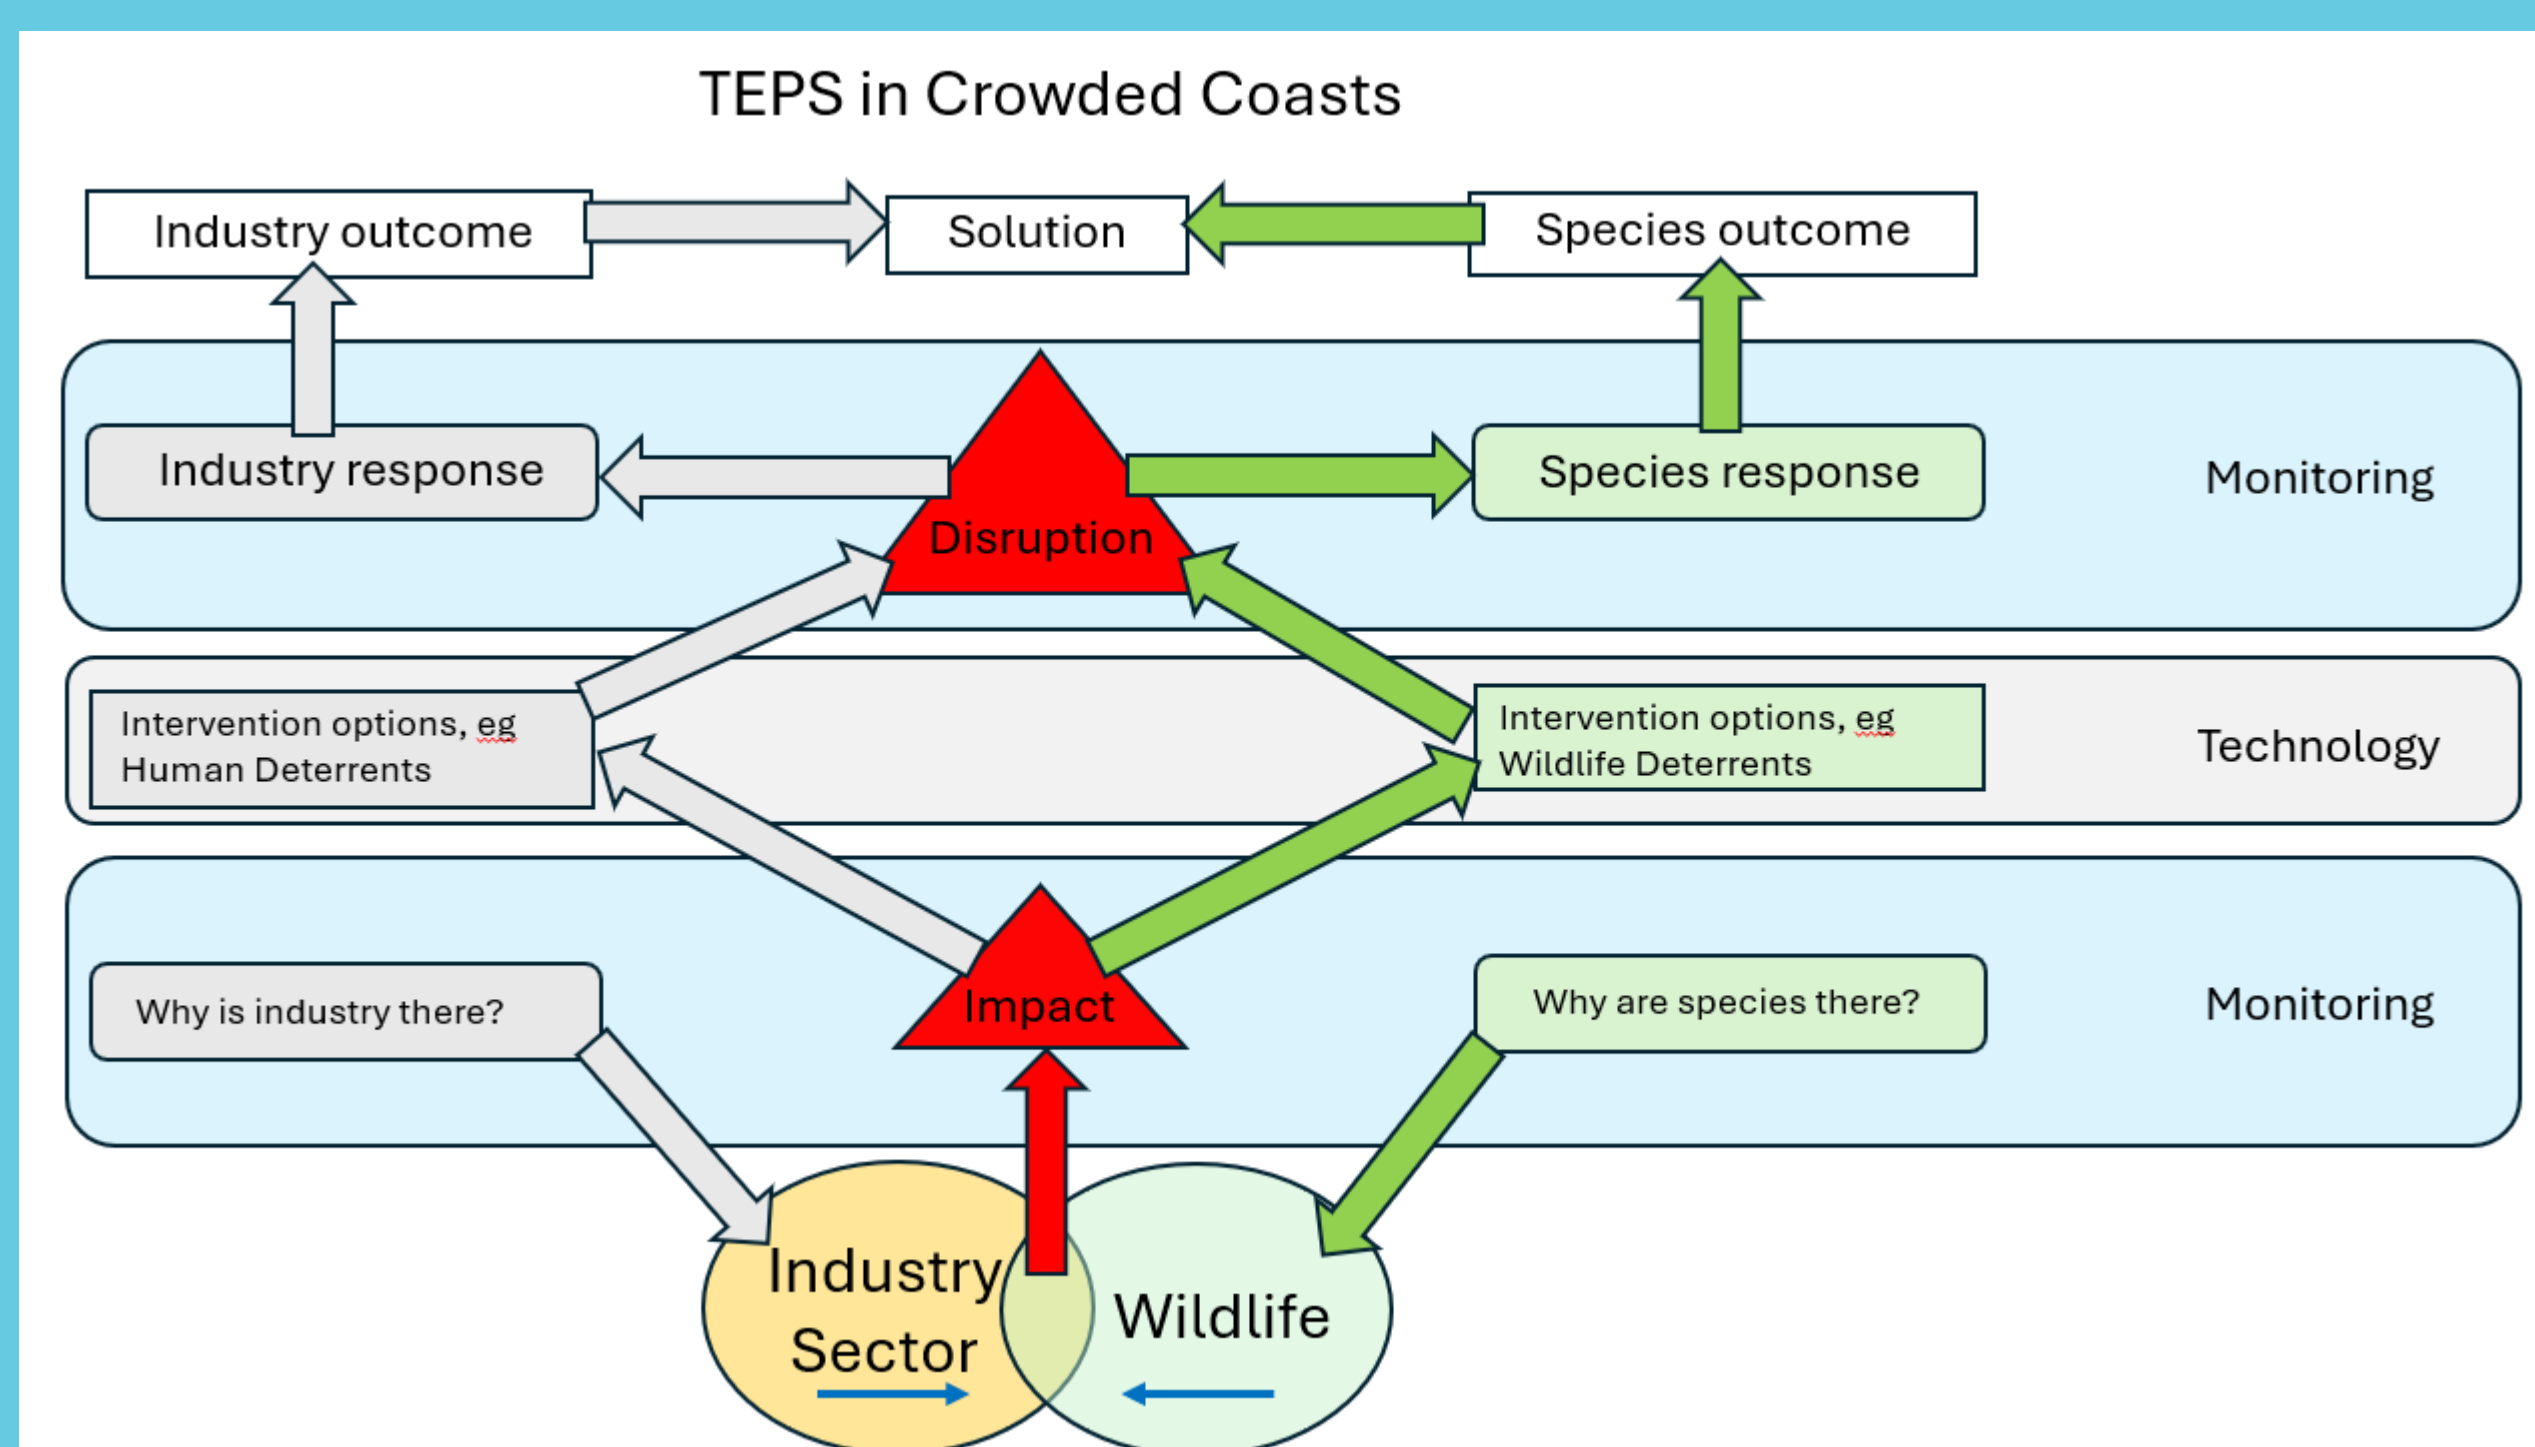 TEPS in Crowded Coasts
Industry outcome
Solution
Species outcome
Industry response
Disruption
Species response
Monitoring
Intervention options, eg
Human Deterrents
Intervention options, eg
Wildlife Deterrents
Technology
Why is industry there?
Impact
Why are species there?
Monitoring
Industry
Sector
Wildlife